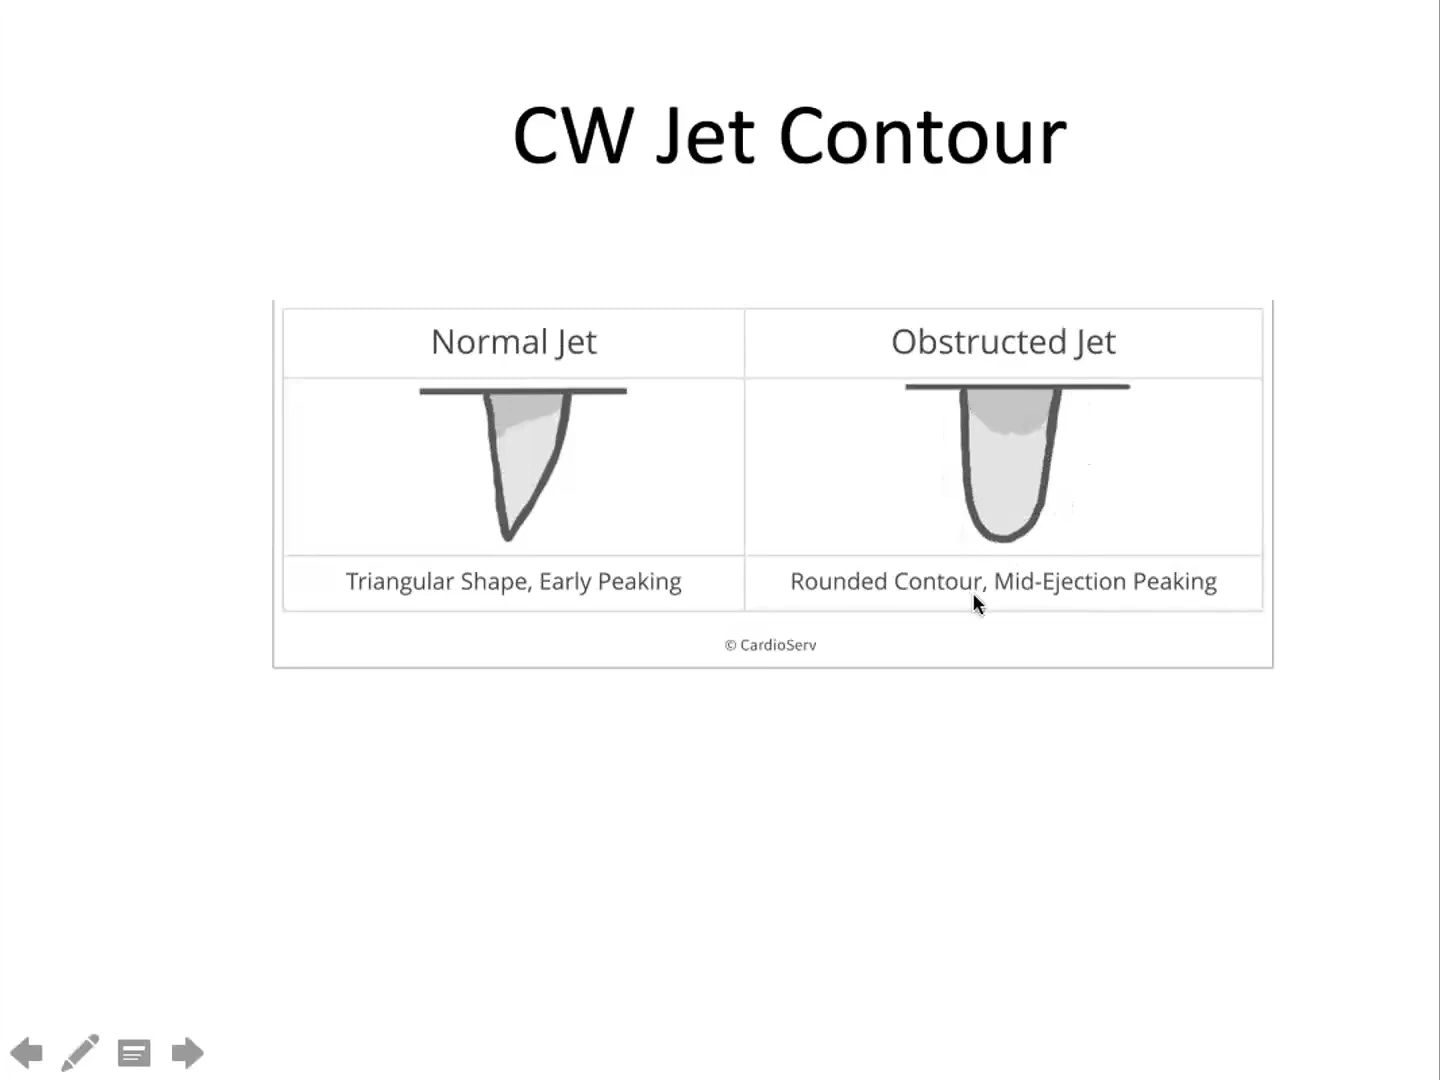 CW Jet Contour
Normal Jet
Obstructed Jet
Triangular Shape, Early Peaking
Rounded Contour, Mid-Ejection Peaking
© CardioServ